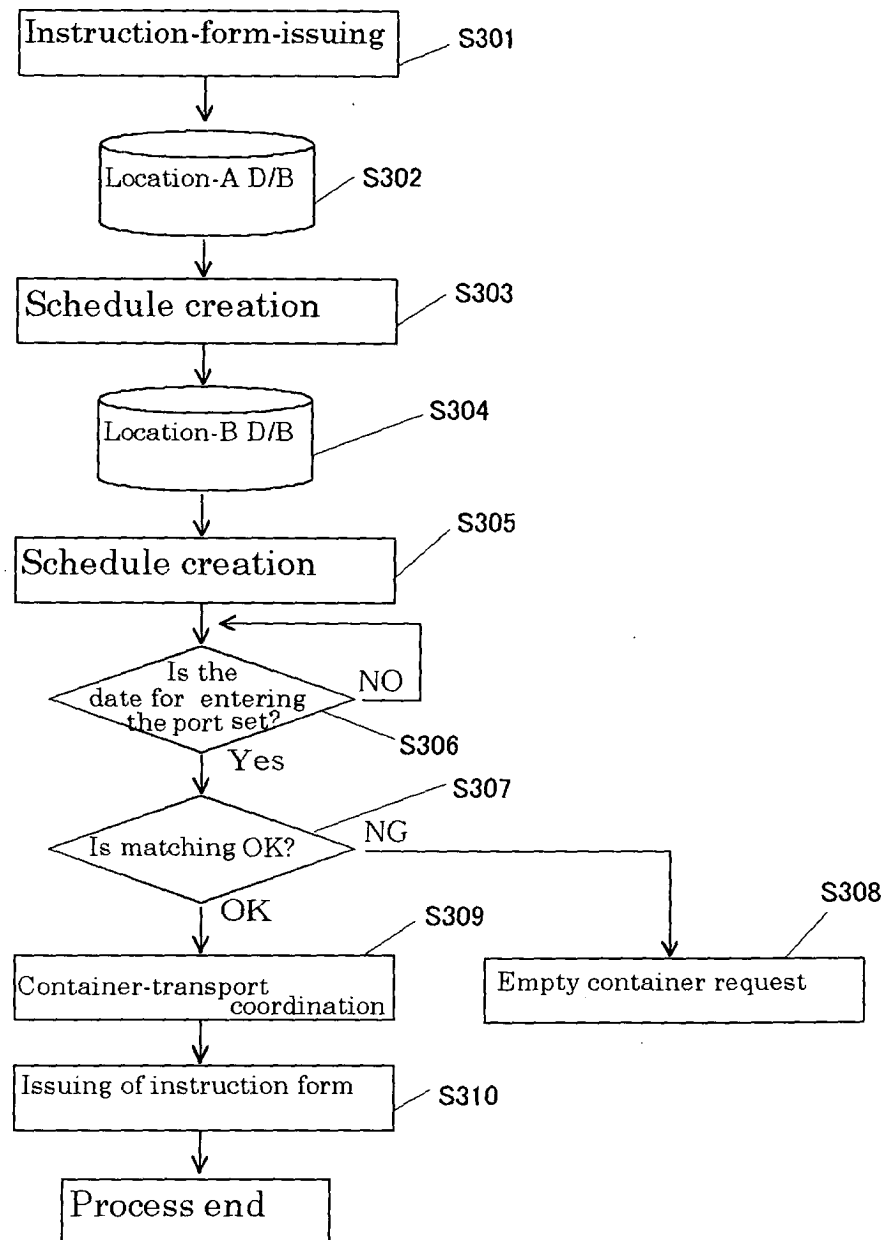 Instruction-form-issuing
S301
Location-A D/B
S302
Schedule creation
S303
Location-B D/B
S304
Schedule creation
S305
Is the
date for entering
the port set?
NO
S306
Yes
S307
Is matching OK?
NG
OK
S309
S308
Container-transport
coordination
Empty container request
Issuing of instruction form
S310
Process end